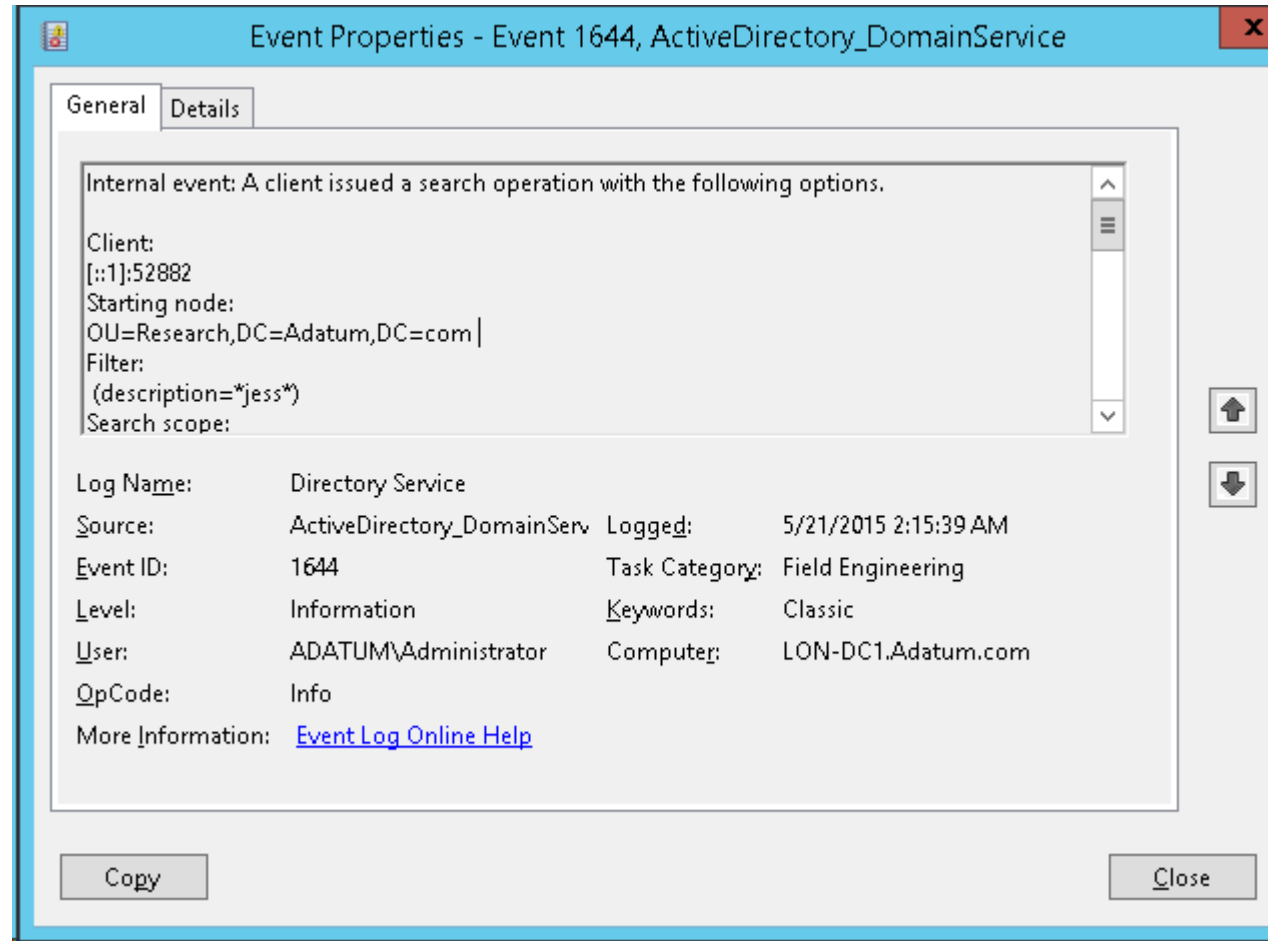 Event Properties - Event 1644, ActiveDirectory_DomainService
x
General Details
Internal event: A client issued a search operation with the following options.
Client:
[::1]:52882
Starting node:
OU=Research,DC=Adatum,DC=com
Filter:
(description=*jess*)
Search scope:
Log Name: Directory Service
Source: ActiveDirectory_DomainServ Logged: 5/21/2015 2:15:39 AM
Event ID: 1644 Task Category: Field Engineering
Level: Information Keywords: Classic
User: ADATUM\Administrator Computer: LON-DC1.Adatum.com
OpCode: Info
More Information: Event Log Online Help
Copy Close